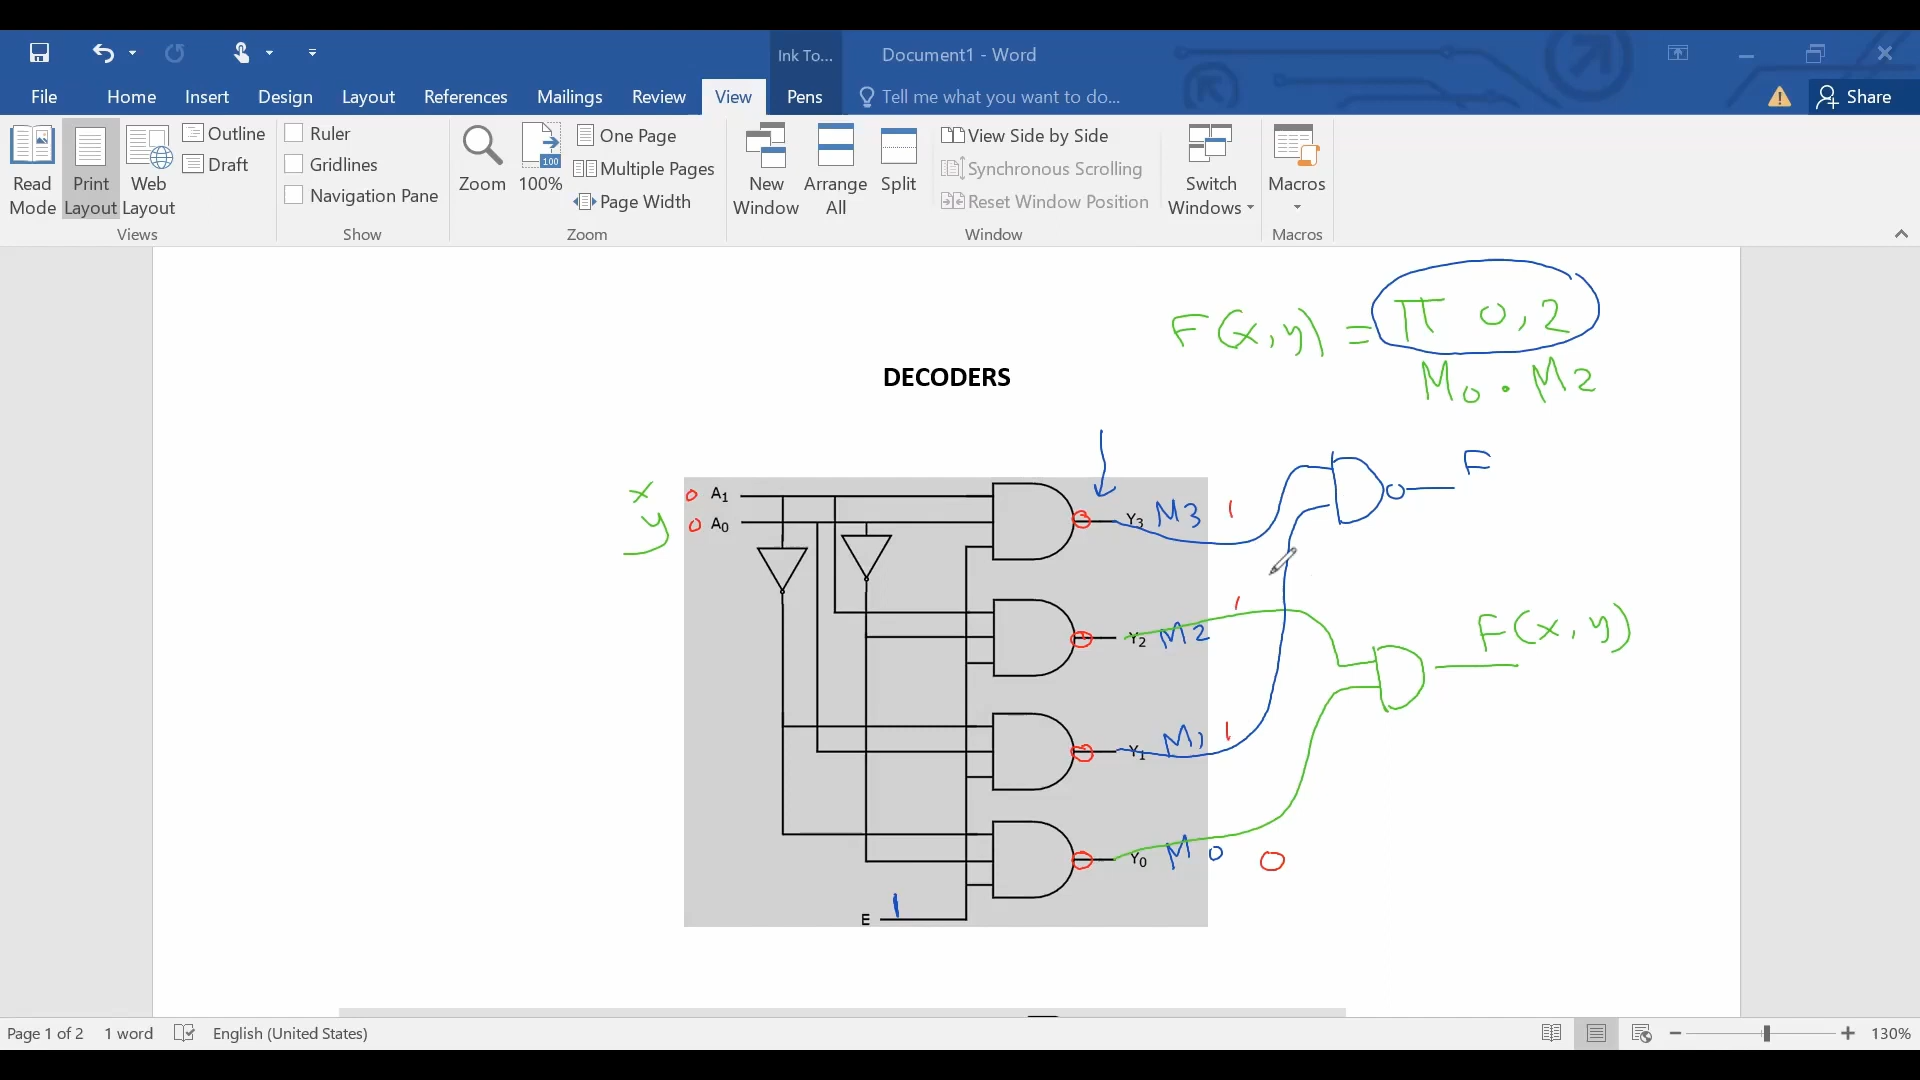 Ink To...
Document1 - Word
File Home Insert Design Layout References Mailings Review View Pens Tell me what you want to do... Share
Read Mode
Print Layout
Web Layout
Outline
Draft
Views
Ruler
Gridlines
Navigation Pane
Show
Zoom
100
100%
One Page
Multiple Pages
Page Width
Zoom
New Window
Arrange All
Split
View Side by Side
Synchronous Scrolling
Reset Window Position
Window
Switch Windows
Macros
Macros
F(x,y) = π 0,2
M0 . M2
DECODERS
x 0 A1
y 0 A0
Y3 M3 1
F
Y2 M2 1
F(x,y)
Y1 M1 1
Y0 M0 0
E 1
Page 1 of 2 1 word English (United States) 130%